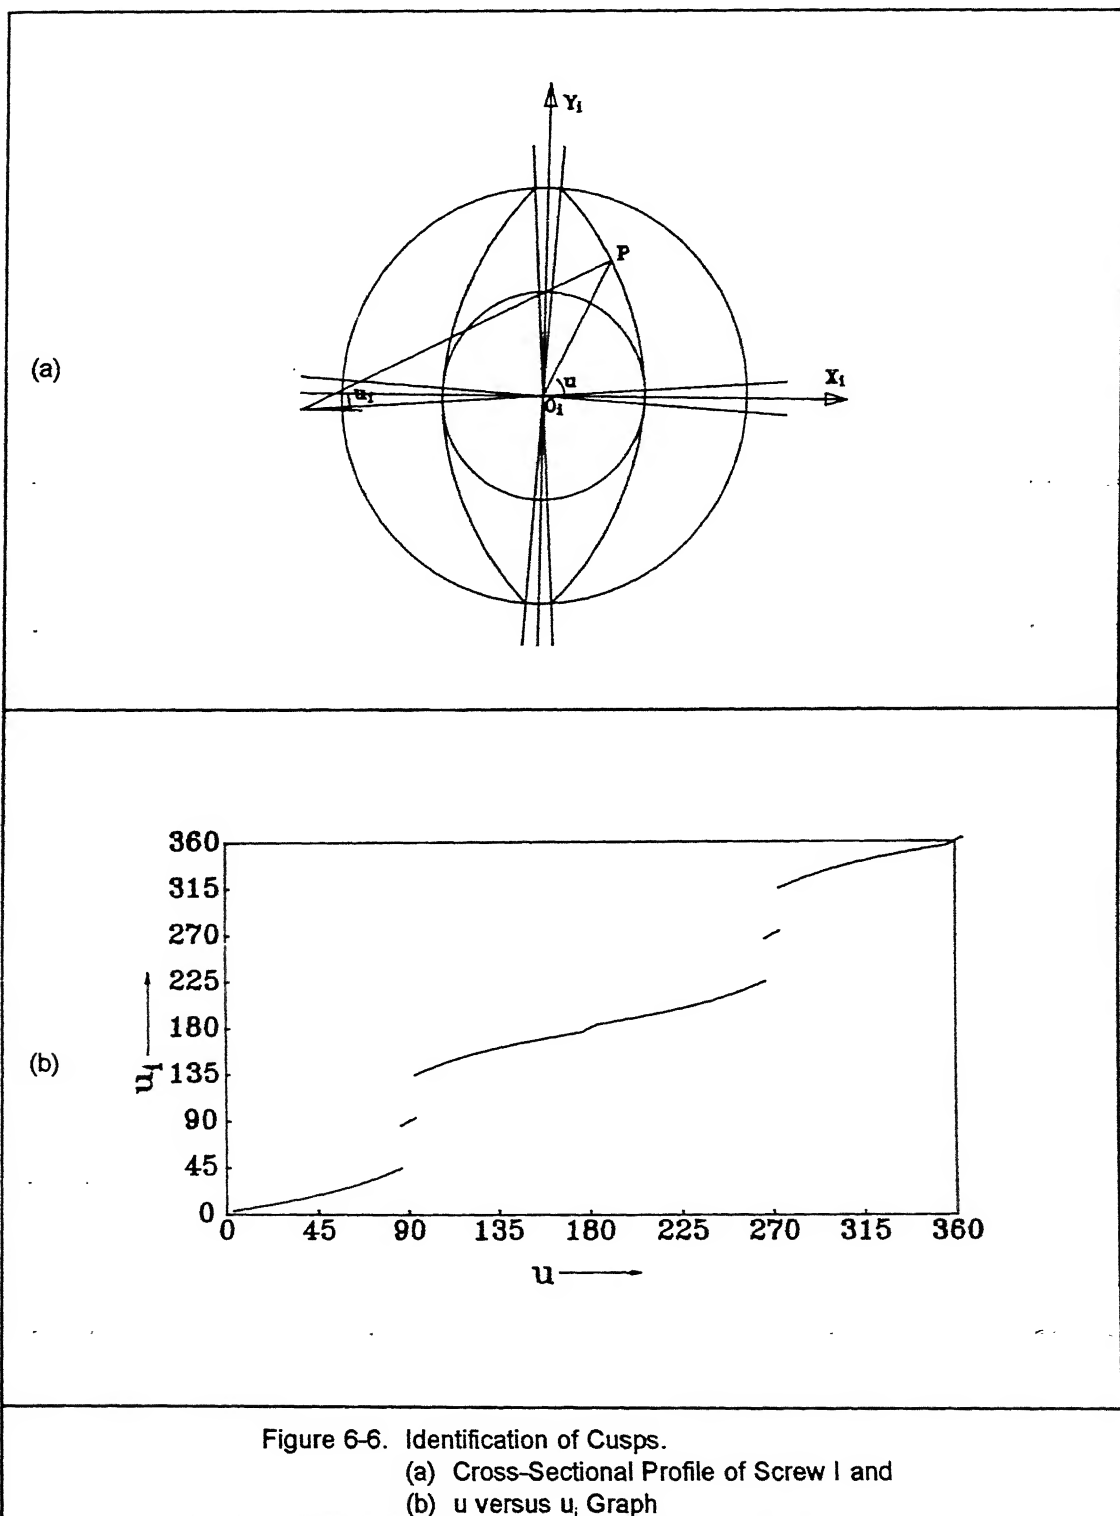 (a)
Y₁
P
u
X₁
u₁
O₁
(b)
360
315
270
225
180
135
90
45
0
u₁
0 45 90 135 180 225 270 315 360
u
Figure 6-6. Identification of Cusps.
(a) Cross-Sectional Profile of Screw I and
(b) u versus uᵢ Graph